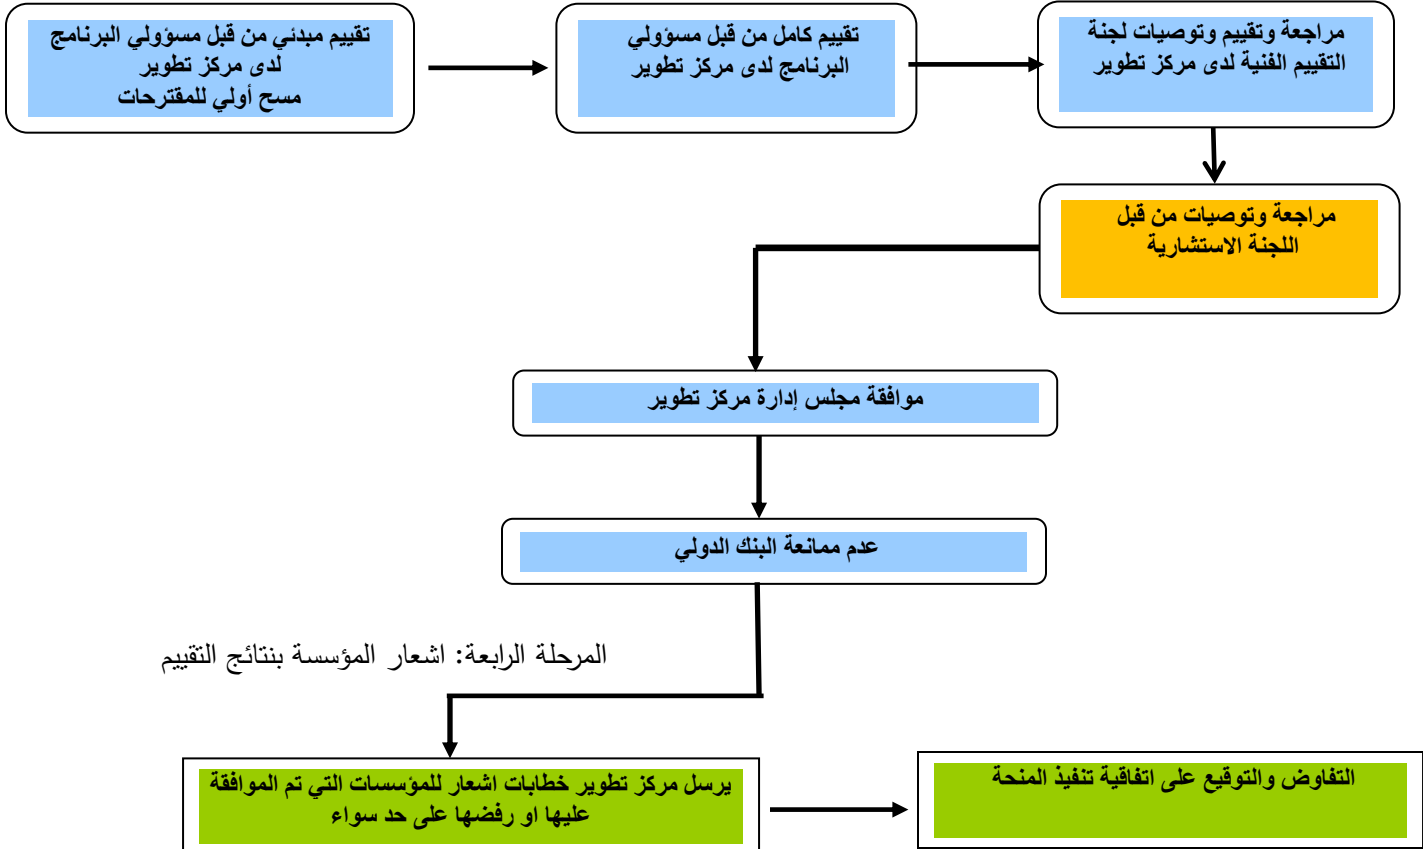 تقييم مبدئي من قبل مسؤولي البرنامج
لدى مركز تطوير
مسح أولي للمقترحات
تقييم كامل من قبل مسؤولي
البرنامج لدى مركز تطوير
مراجعة وتقييم وتوصيات لجنة
التقييم الفنية لدى مركز تطوير
مراجعة وتوصيات من قبل
اللجنة الاستشارية
موافقة مجلس إدارة مركز تطوير
عدم ممانعة البنك الدولي
المرحلة الرابعة: اشعار المؤسسة بنتائج التقييم
يرسل مركز تطوير خطابات اشعار للمؤسسات التي تم الموافقة
عليها او رفضها على حد سواء
التفاوض والتوقيع على اتفاقية تنفيذ المنحة